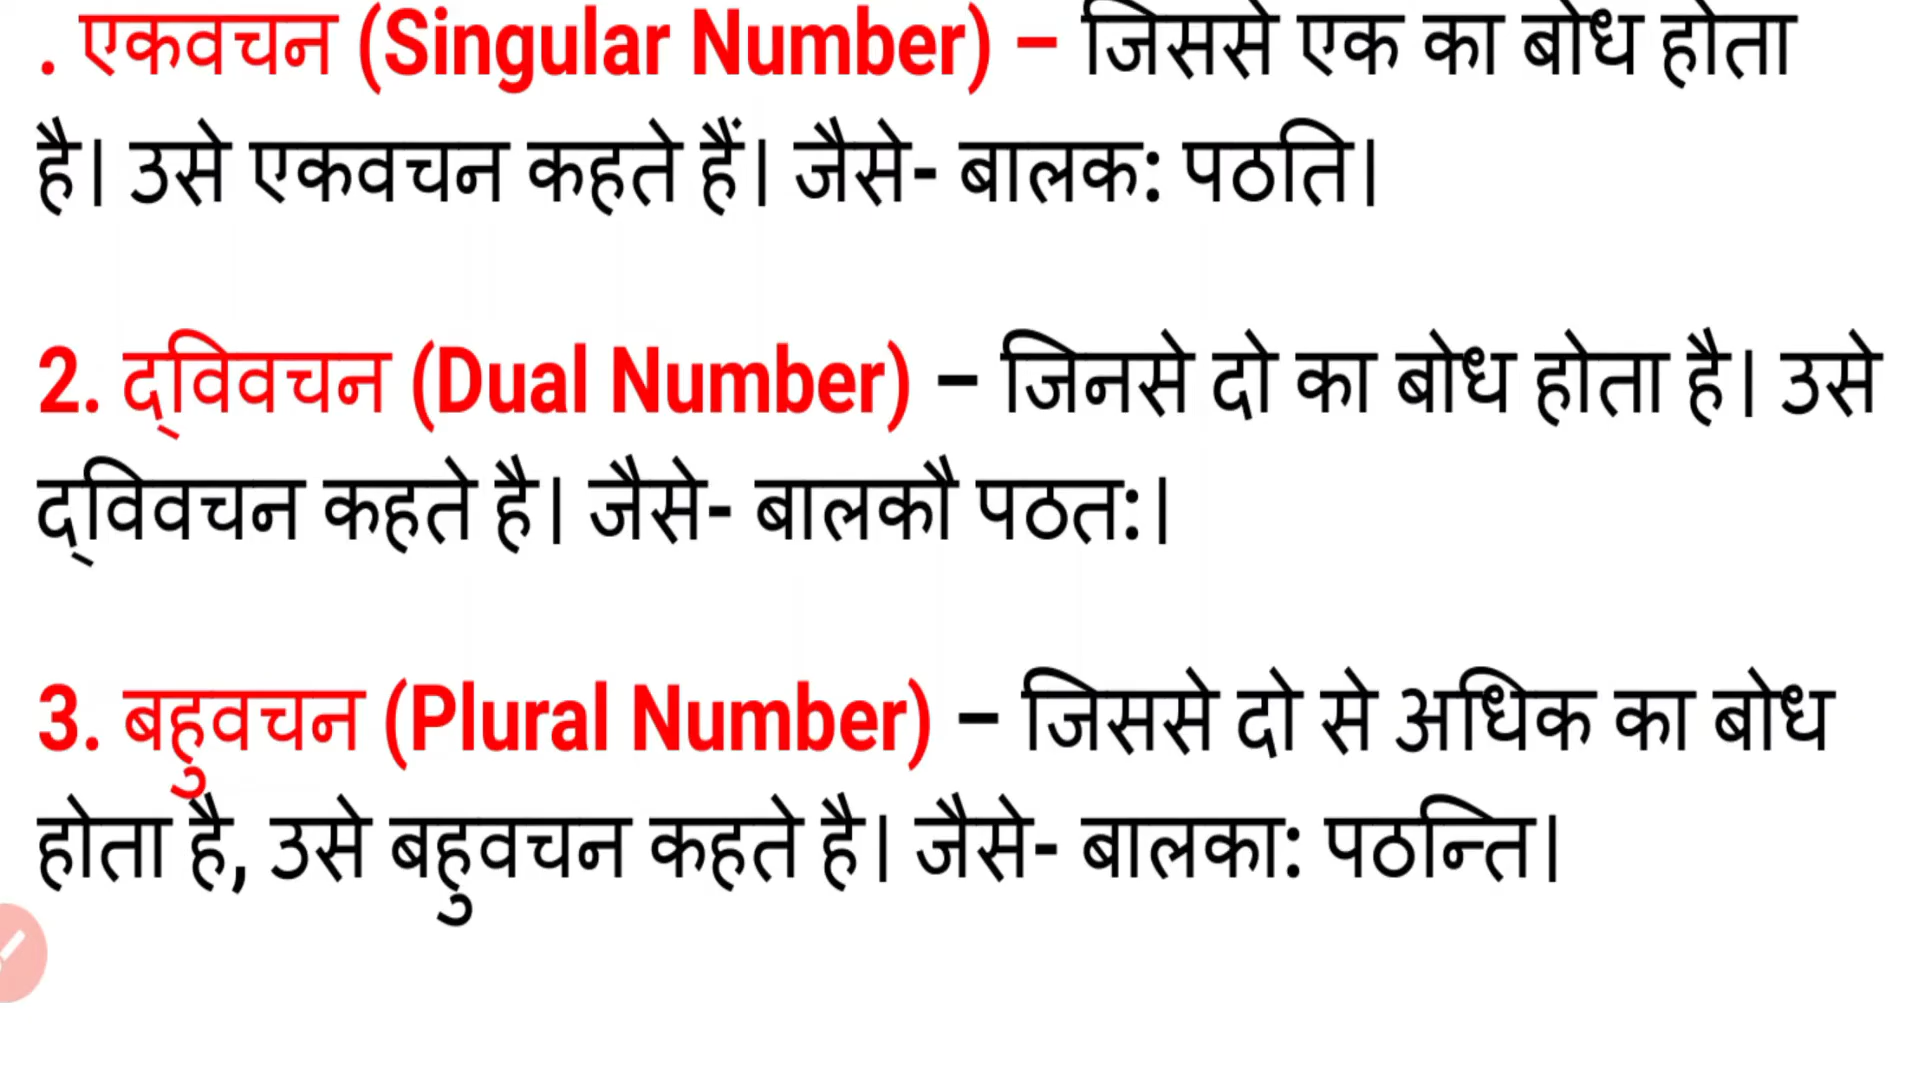 . एकवचन (Singular Number) – जिससे एक का बोध होता
है। उसे एकवचन कहते हैं। जैसे- बालक: पठति।
2. द्विवचन (Dual Number) – जिनसे दो का बोध होता है। उसे
द्विवचन कहते है। जैसे- बालकौ पठत:।
3. बहुवचन (Plural Number) – जिससे दो से अधिक का बोध
होता है, उसे बहुवचन कहते है। जैसे- बालका: पठन्ति।